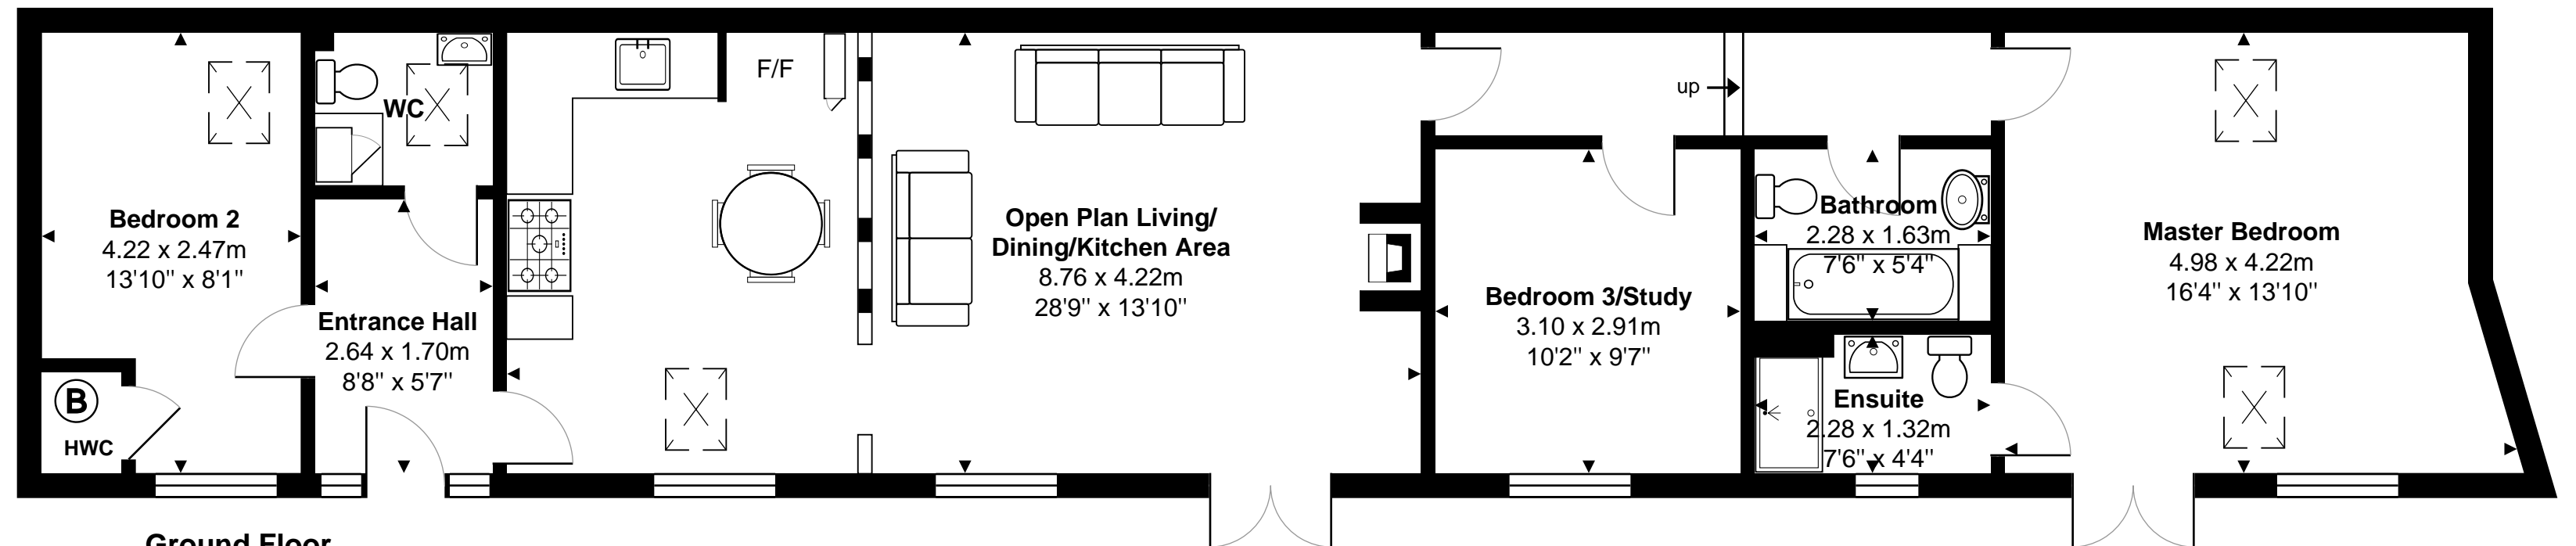 Bedroom 2
4.22 x 2.47m
13'10" x 8'1"
B
HWC
WC
Entrance Hall
2.64 x 1.70m
8'8" x 5'7"
F/F
Open Plan Living/
Dining/Kitchen Area
8.76 x 4.22m
28'9" x 13'10"
up
Bedroom 3/Study
3.10 x 2.91m
10'2" x 9'7"
Bathroom
2.28 x 1.63m
7'6" x 5'4"
Ensuite
2.28 x 1.32m
7'6" x 4'4"
Master Bedroom
4.98 x 4.22m
16'4" x 13'10"
Ground Floor